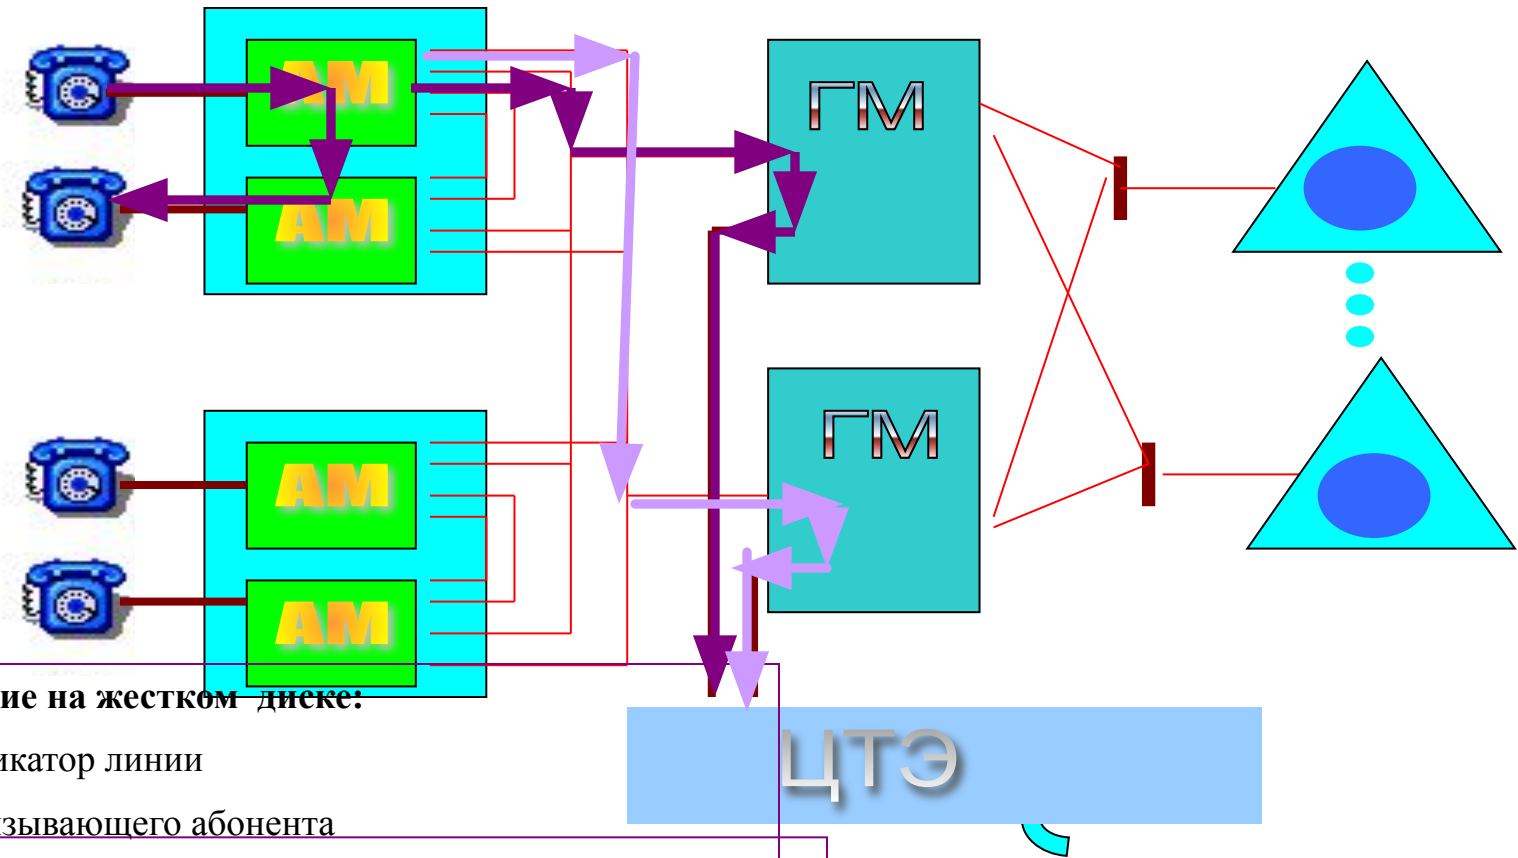 АМ
ГМ
АМ
ГМ
АМ
АМ
ие на жестком диске:
икатор линии
зывающего абонента
ЦТЭ